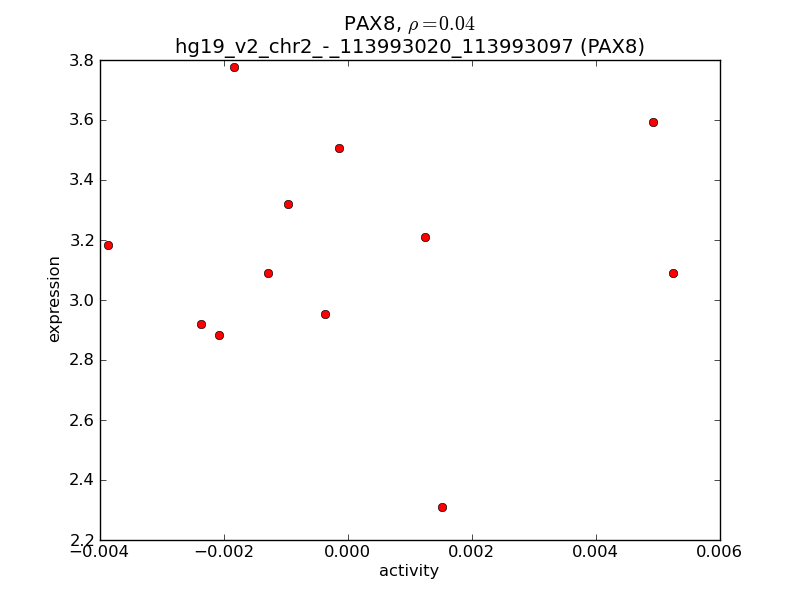 PAX8, ρ=0.04
hg19_v2_chr2_-_113993020_113993097 (PAX8)
3.8
3.6
3.4
3.2
3.0
2.8
2.6
2.4
2.2
expression
−0.004 −0.002 0.000 0.002 0.004 0.006
activity